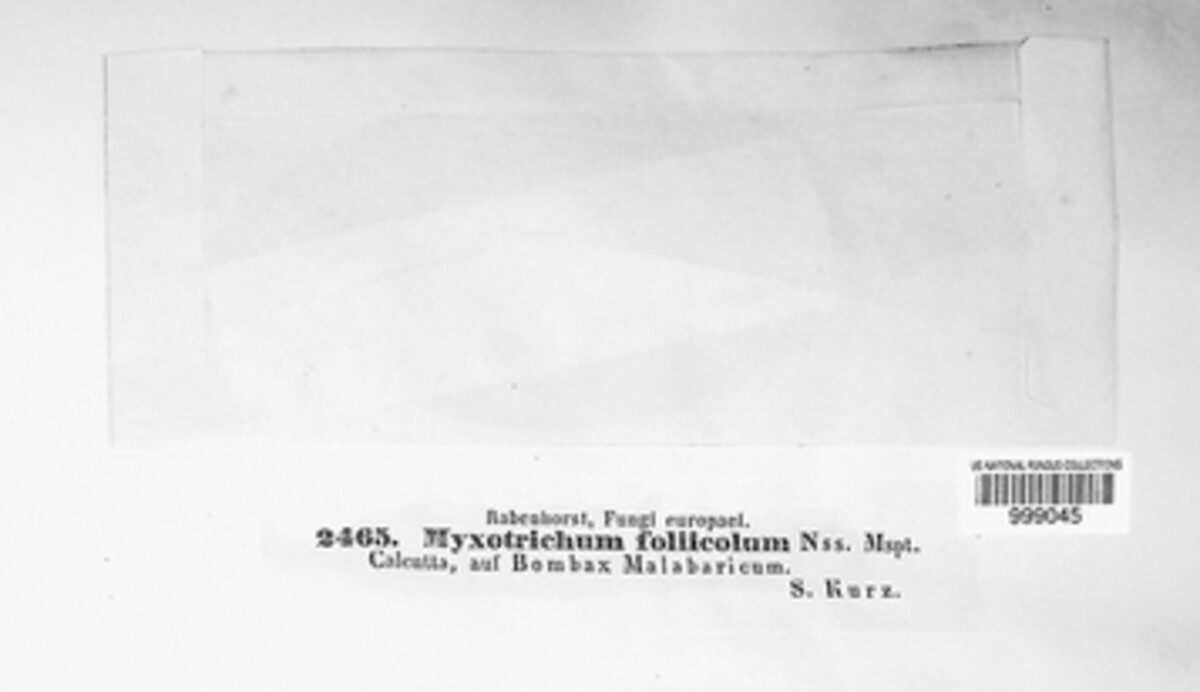 US NATIONAL FUNGUS COLLECTIONS
999045
Rabenhorst, Fungi europaei.
2465. Myxotrichum follicolum Nss. Mspt.
Calcutta, auf Bombax Malabaricum.
S. Kurz.